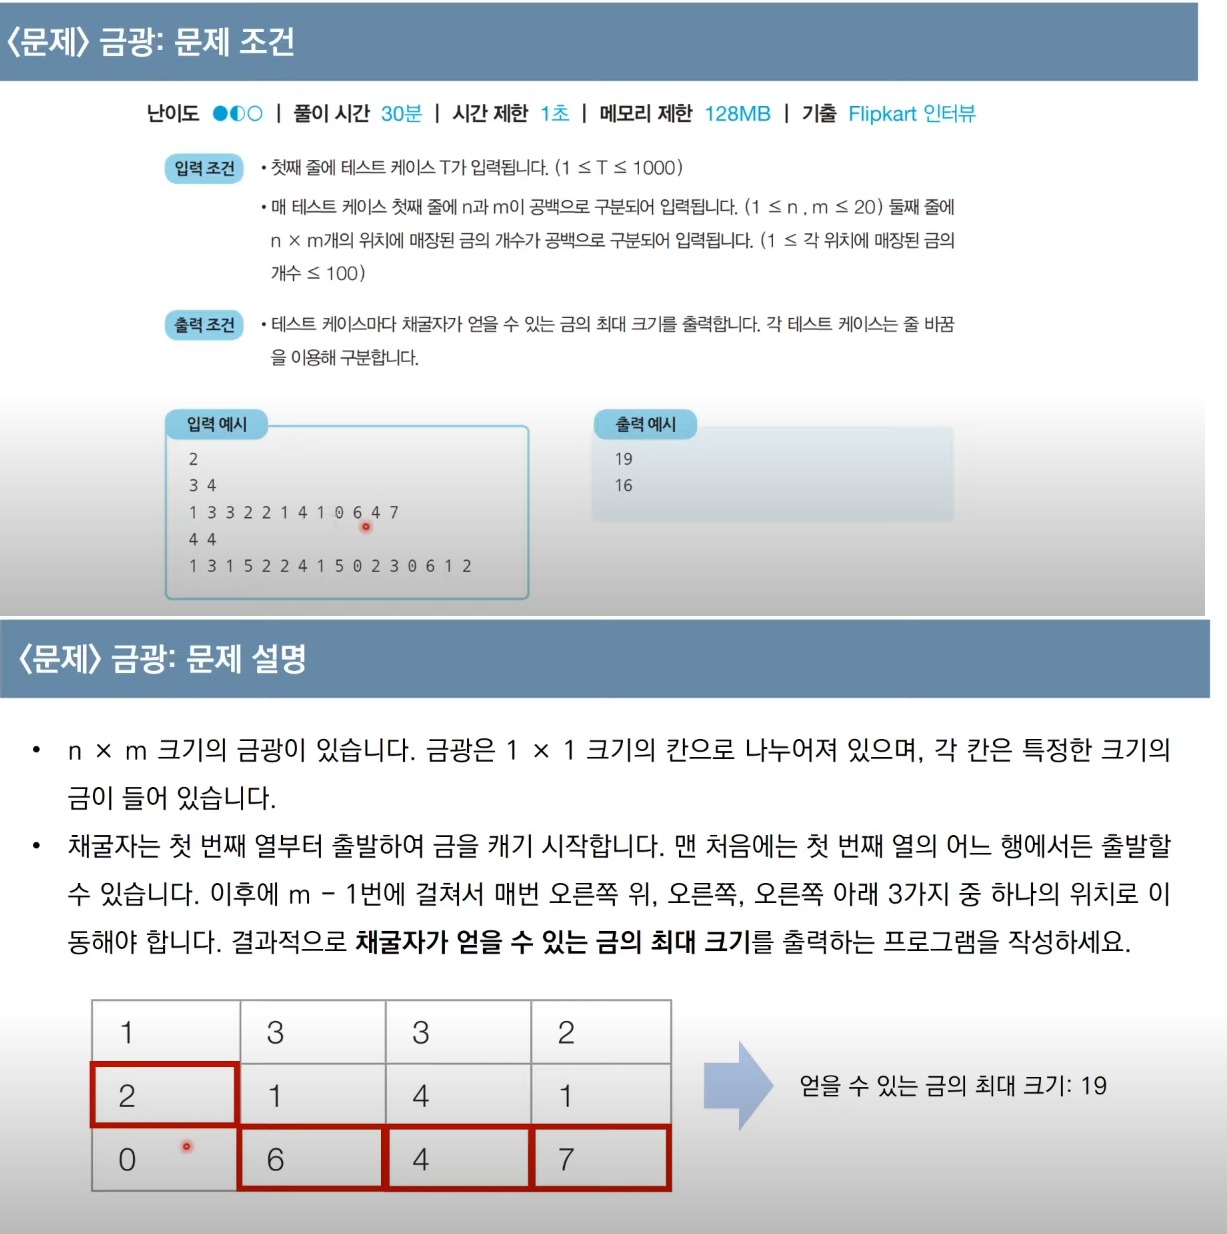 〈문제〉 금광: 문제 조건
난이도 ●◐○ | 풀이 시간 30분 | 시간 제한 1초 | 메모리 제한 128MB | 기출 Flipkart 인터뷰
입력 조건 • 첫째 줄에 테스트 케이스 T가 입력됩니다. (1 ≤ T ≤ 1000)
• 매 테스트 케이스 첫째 줄에 n과 m이 공백으로 구분되어 입력됩니다. (1 ≤ n , m ≤ 20) 둘째 줄에
n × m개의 위치에 매장된 금의 개수가 공백으로 구분되어 입력됩니다. (1 ≤ 각 위치에 매장된 금의
개수 ≤ 100)
출력 조건 • 테스트 케이스마다 채굴자가 얻을 수 있는 금의 최대 크기를 출력합니다. 각 테스트 케이스는 줄 바꿈
을 이용해 구분합니다.
입력 예시
2
3 4
1 3 3 2 2 1 4 1 0 6 4 7
4 4
1 3 1 5 2 2 4 1 5 0 2 3 0 6 1 2
출력 예시
19
16
〈문제〉 금광: 문제 설명
• n × m 크기의 금광이 있습니다. 금광은 1 × 1 크기의 칸으로 나누어져 있으며, 각 칸은 특정한 크기의
금이 들어 있습니다.
• 채굴자는 첫 번째 열부터 출발하여 금을 캐기 시작합니다. 맨 처음에는 첫 번째 열의 어느 행에서든 출발할
수 있습니다. 이후에 m - 1번에 걸쳐서 매번 오른쪽 위, 오른쪽, 오른쪽 아래 3가지 중 하나의 위치로 이
동해야 합니다. 결과적으로 채굴자가 얻을 수 있는 금의 최대 크기를 출력하는 프로그램을 작성하세요.
1 3 3 2
2 1 4 1
0 6 4 7
얻을 수 있는 금의 최대 크기: 19